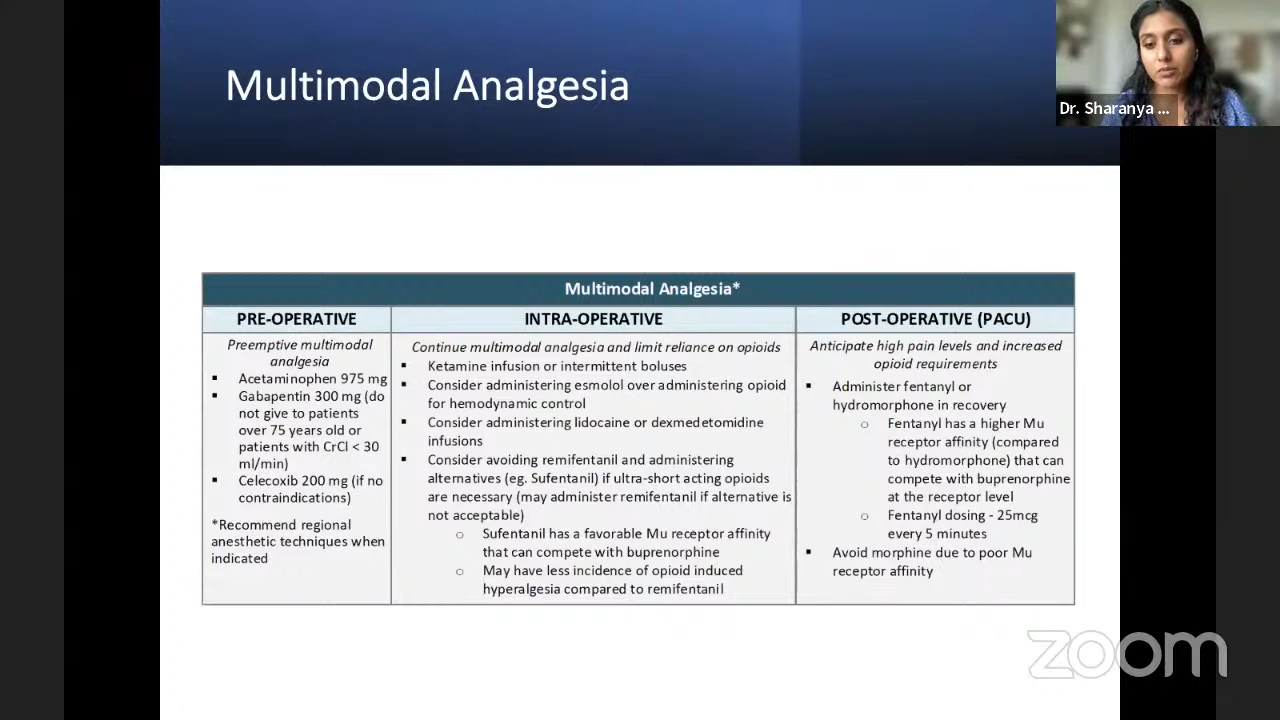 Multimodal Analgesia
Dr. Sharanya ...
Multimodal Analgesia*
PRE-OPERATIVE
Preemptive multimodal
analgesia
▪ Acetaminophen 975 mg
▪ Gabapentin 300 mg (do
not give to patients
over 75 years old or
patients with CrCl < 30
ml/min)
▪ Celecoxib 200 mg (if no
contraindications)
*Recommend regional
anesthetic techniques when
indicated
INTRA-OPERATIVE
Continue multimodal analgesia and limit reliance on opioids
▪ Ketamine infusion or intermittent boluses
▪ Consider administering esmolol over administering opioid
for hemodynamic control
▪ Consider administering lidocaine or dexmedetomidine
infusions
▪ Consider avoiding remifentanil and administering
alternatives (eg. Sufentanil) if ultra-short acting opioids
are necessary (may administer remifentanil if alternative is
not acceptable)
o Sufentanil has a favorable Mu receptor affinity
that can compete with buprenorphine
o May have less incidence of opioid induced
hyperalgesia compared to remifentanil
POST-OPERATIVE (PACU)
Anticipate high pain levels and increased
opioid requirements
▪ Administer fentanyl or
hydromorphone in recovery
o Fentanyl has a higher Mu
receptor affinity (compared
to hydromorphone) that can
compete with buprenorphine
at the receptor level
o Fentanyl dosing - 25mcg
every 5 minutes
▪ Avoid morphine due to poor Mu
receptor affinity
zoom